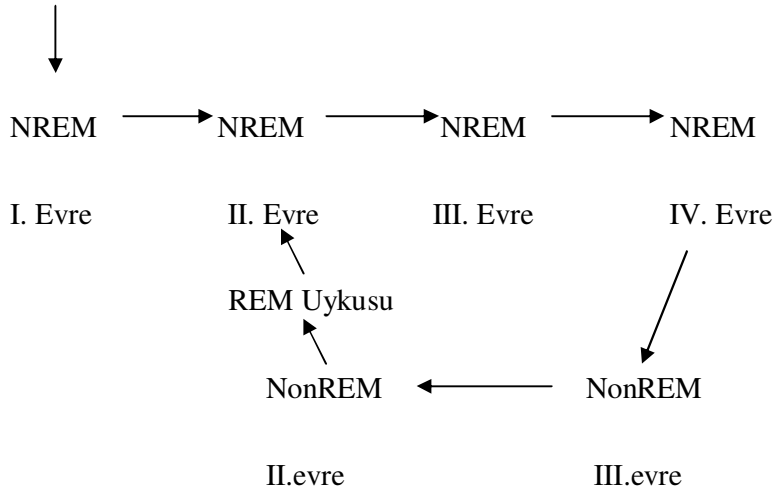 NREM NREM NREM NREM
I. Evre II. Evre III. Evre IV. Evre
REM Uykusu
NonREM NonREM
II.evre III.evre